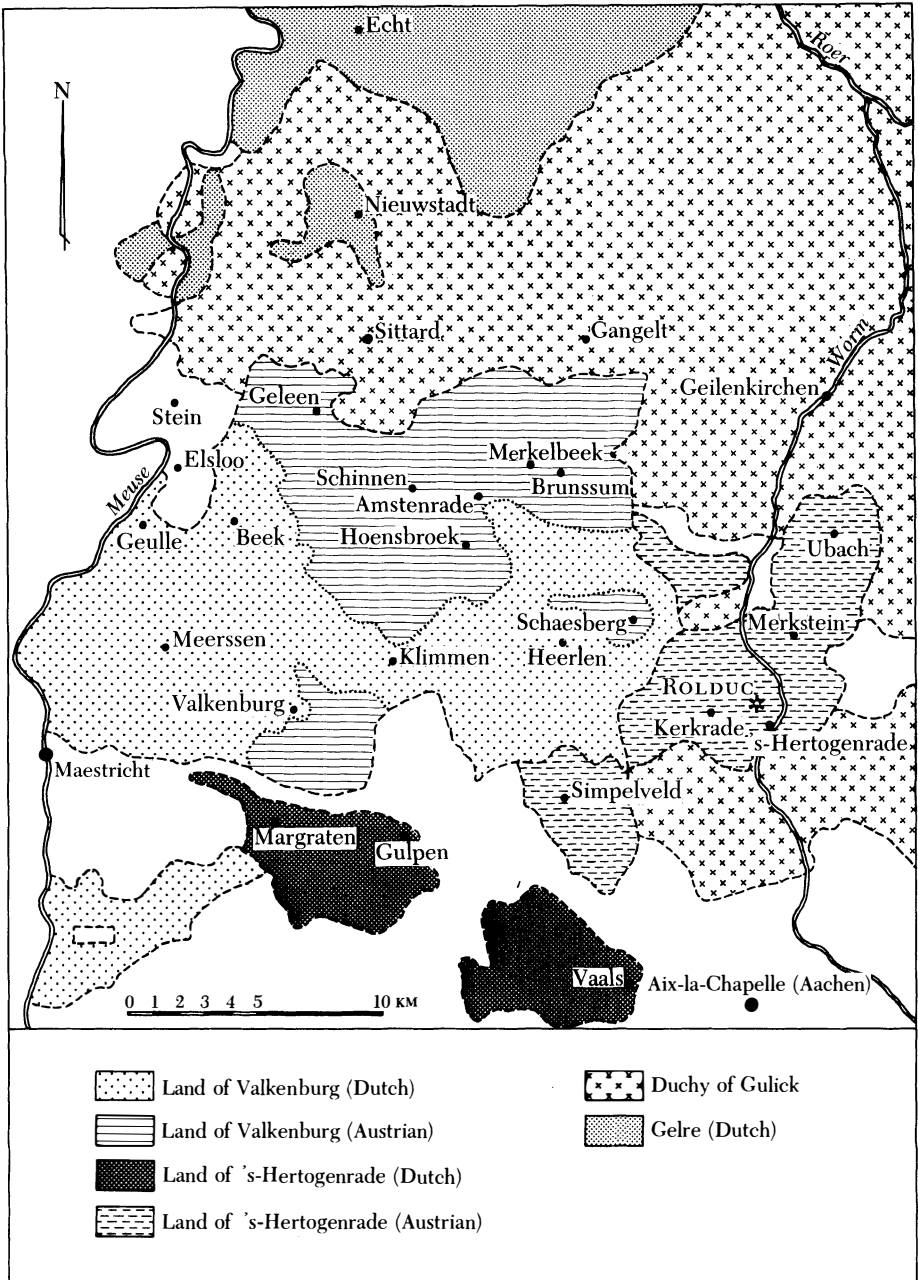 Echt
Roer
N
Nieuwstadt
Sittard
Gangelt
Worm
Geleen
Geilenkirchen
Stein
Merkelbeek
Elsloo
Schinnen
Brunssum
Meuse
Amstenrade
Geulle
Beek
Hoensbroek
Ubach
Schaesberg
Merkstein
Meerssen
Klimmen
Heerlen
ROLDUC
Valkenburg
Kerkrade
s-Hertogenrade
Maestricht
Simpelveld
Margraten
Gulpen
Vaals
Aix-la-Chapelle (Aachen)
0 1 2 3 4 5 10 KM
Land of Valkenburg (Dutch)
Land of Valkenburg (Austrian)
Land of 's-Hertogenrade (Dutch)
Land of 's-Hertogenrade (Austrian)
Duchy of Gulick
Gelre (Dutch)